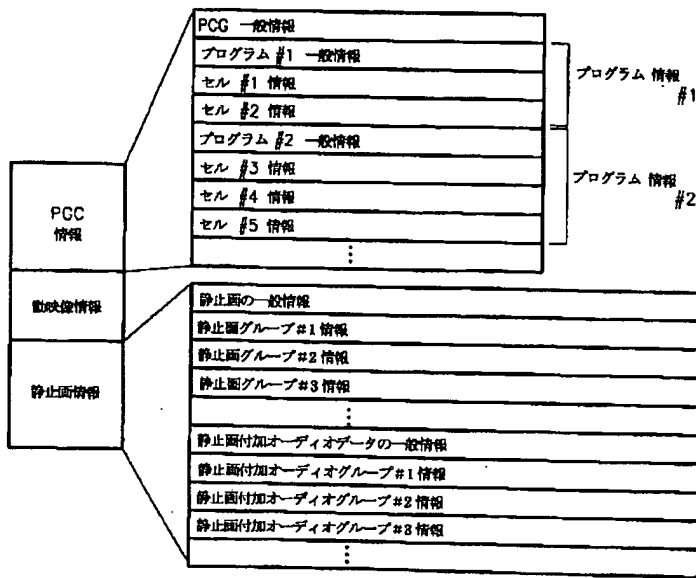 PCG 一般情報
プログラム #1 一般情報
セル #1 情報
セル #2 情報
プログラム #2 一般情報
セル #3 情報
セル #4 情報
セル #5 情報
プログラム 情報
#1
プログラム 情報
#2
PGC
情報
動映像情報
静止画情報
静止画の一般情報
静止画グループ#1 情報
静止画グループ#2 情報
静止画グループ#3 情報
静止画付加オーディオデータの一般情報
静止画付加オーディオグループ#1 情報
静止画付加オーディオグループ#2 情報
静止画付加オーディオグループ#3 情報